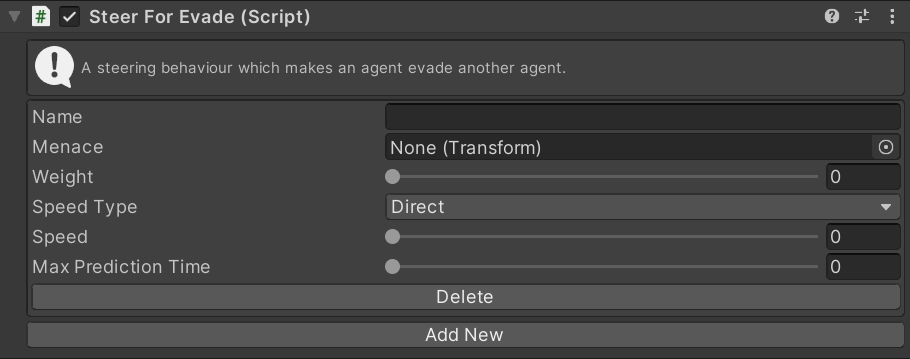 Steer For Evade (Script)
A steering behaviour which makes an agent evade another agent.
Name
Menace None (Transform)
Weight 0
Speed Type Direct
Speed 0
Max Prediction Time 0
Delete
Add New